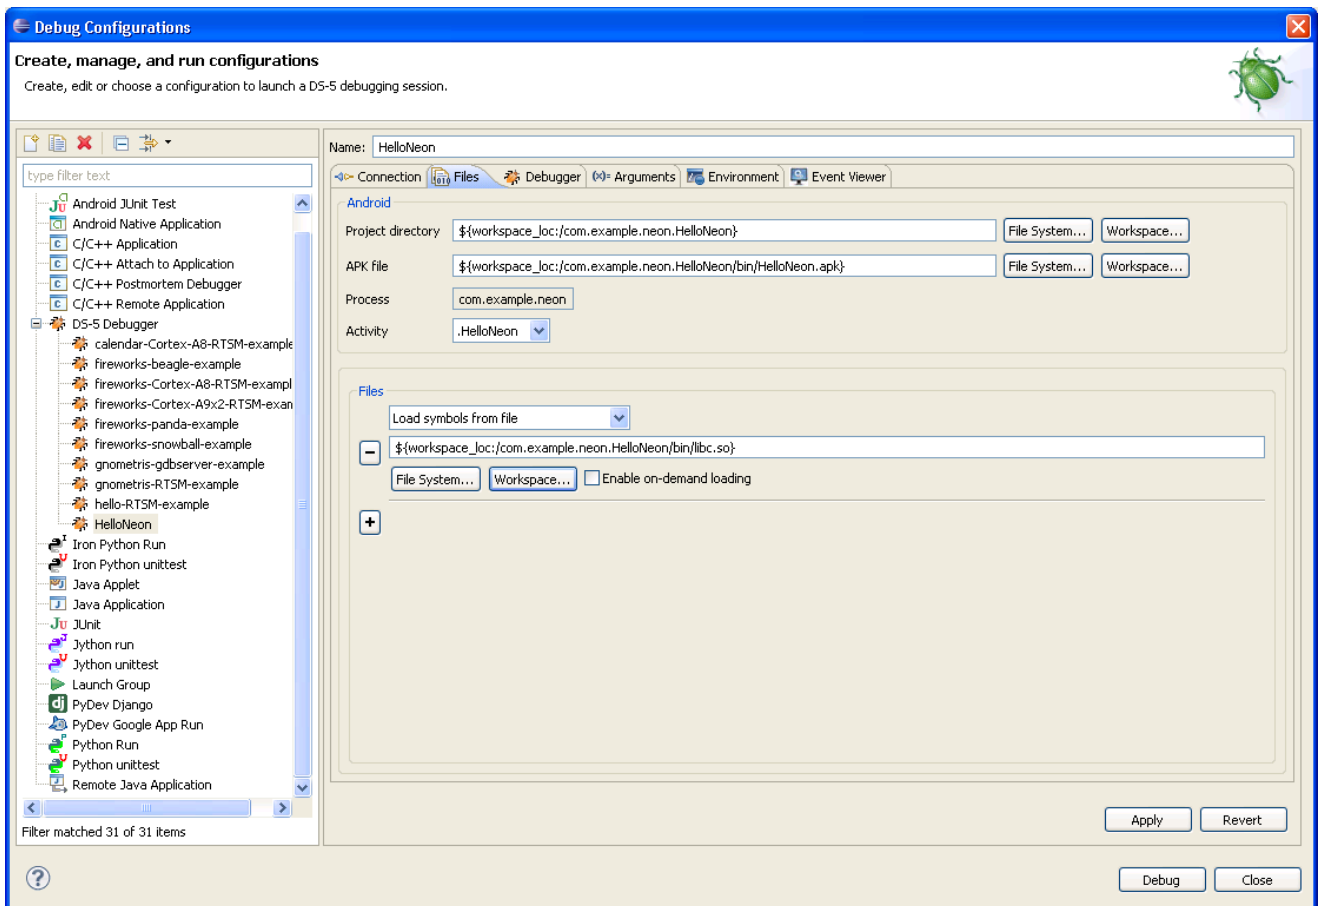 Debug Configurations
Create, manage, and run configurations
Create, edit or choose a configuration to launch a DS-5 debugging session.
type filter text
Android JUnit Test
Android Native Application
C/C++ Application
C/C++ Attach to Application
C/C++ Postmortem Debugger
C/C++ Remote Application
DS-5 Debugger
calendar-Cortex-A8-RTSM-example
fireworks-beagle-example
fireworks-Cortex-A8-RTSM-exampl
fireworks-Cortex-A9x2-RTSM-exan
fireworks-panda-example
fireworks-snowball-example
gnometris-gdbserver-example
gnometris-RTSM-example
hello-RTSM-example
HelloNeon
Iron Python Run
Iron Python unittest
Java Applet
Java Application
JUnit
Jython run
Jython unittest
Launch Group
PyDev Django
PyDev Google App Run
Python Run
Python unittest
Remote Java Application
Filter matched 31 of 31 items
Name: HelloNeon
Connection Files Debugger (x)= Arguments Environment Event Viewer
Android
Project directory ${workspace_loc:/com.example.neon.HelloNeon} File System... Workspace...
APK file ${workspace_loc:/com.example.neon.HelloNeon/bin/HelloNeon.apk} File System... Workspace...
Process com.example.neon
Activity .HelloNeon
Files
Load symbols from file
${workspace_loc:/com.example.neon.HelloNeon/bin/libc.so}
File System... Workspace... Enable on-demand loading
Apply Revert
Debug Close